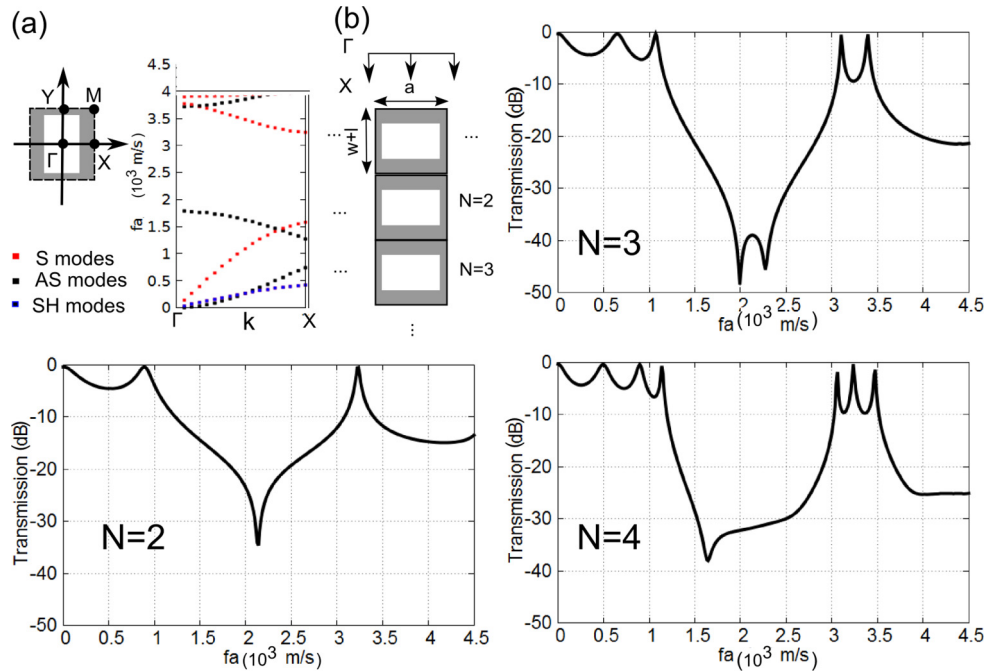 (a)
Y
M
Γ
X
S modes
AS modes
SH modes
fa (10³ m/s)
4.5
4
3.5
3
2.5
2
1.5
1
0.5
0
Γ
k
X
(b)
Γ
X
a
w+l
...
...
...
N=2
...
N=3
...
Transmission (dB)
0
-10
-20
-30
-40
-50
N=3
0 0.5 1 1.5 2 2.5 3 3.5 4 4.5
fa (10³ m/s)
Transmission (dB)
0
-10
-20
-30
-40
-50
N=2
0 0.5 1 1.5 2 2.5 3 3.5 4 4.5
fa (10³ m/s)
Transmission (dB)
0
-10
-20
-30
-40
-50
N=4
0 0.5 1 1.5 2 2.5 3 3.5 4 4.5
fa (10³ m/s)